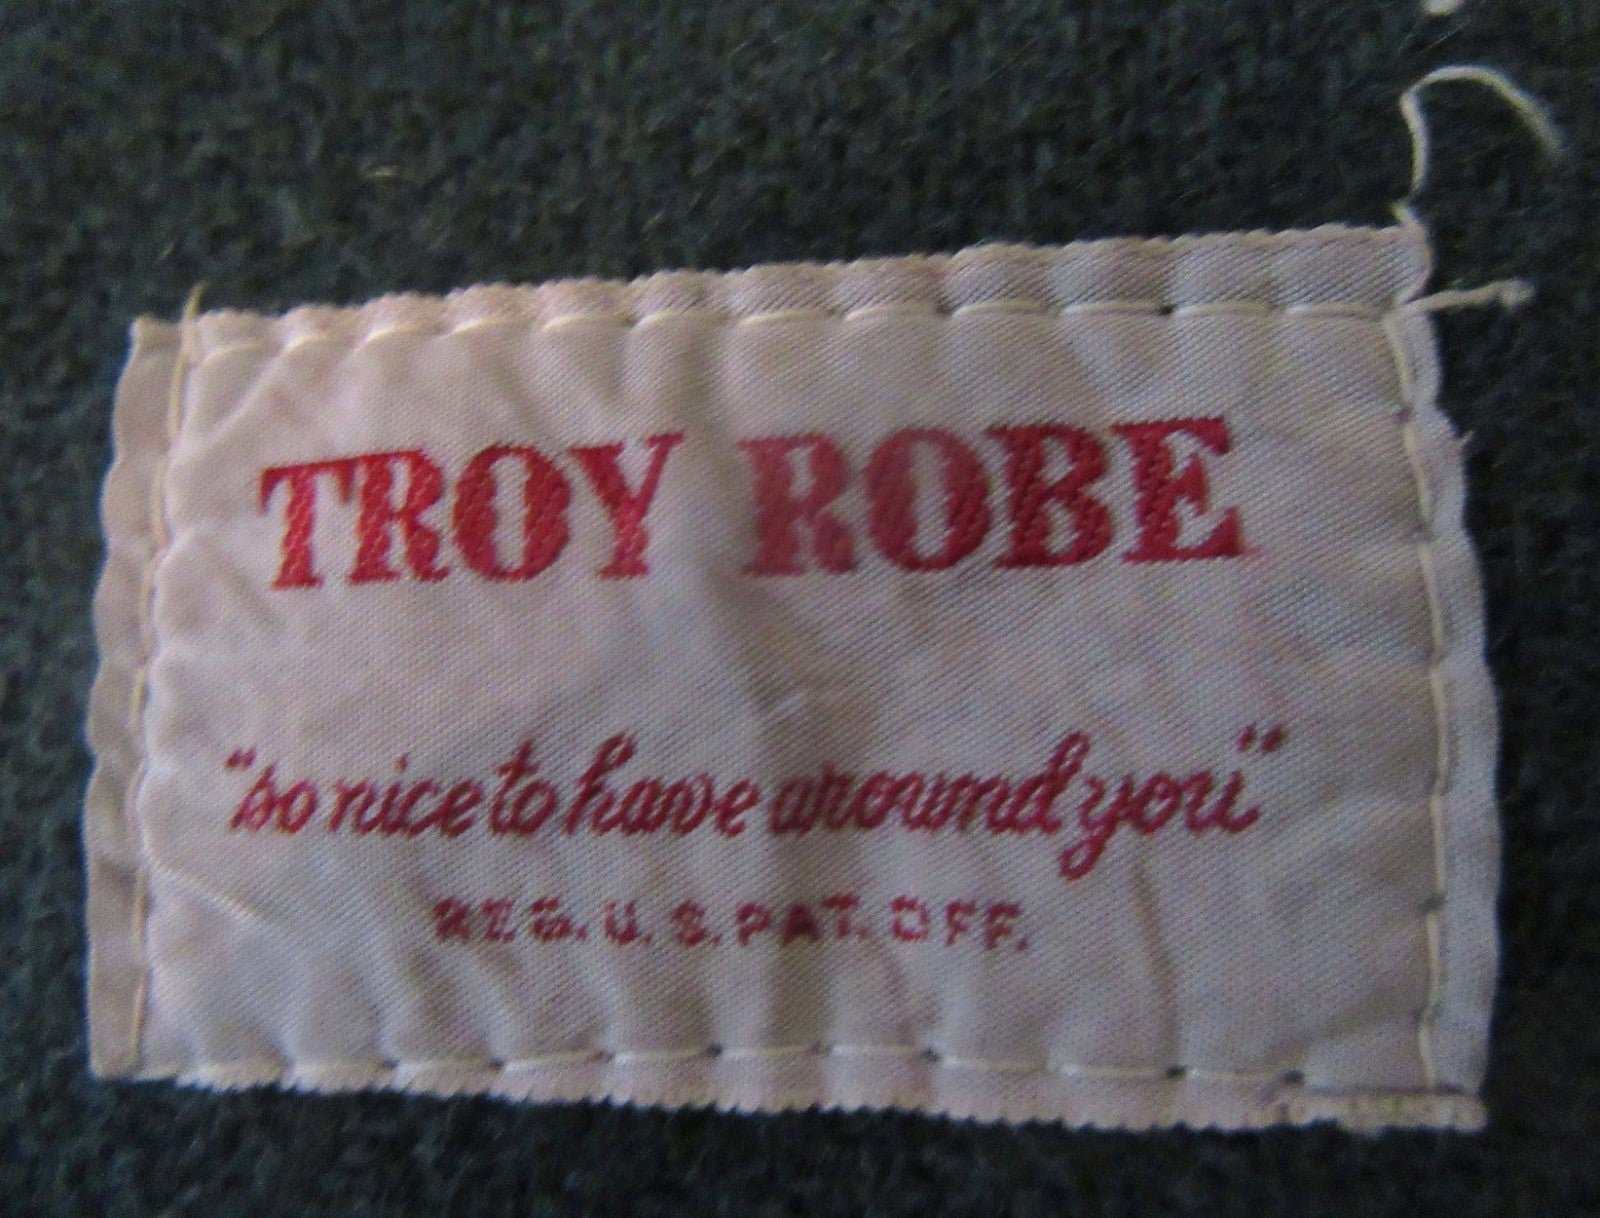 TROY ROBE
"so nice to have around you"
REG. U. S. PAT. OFF.